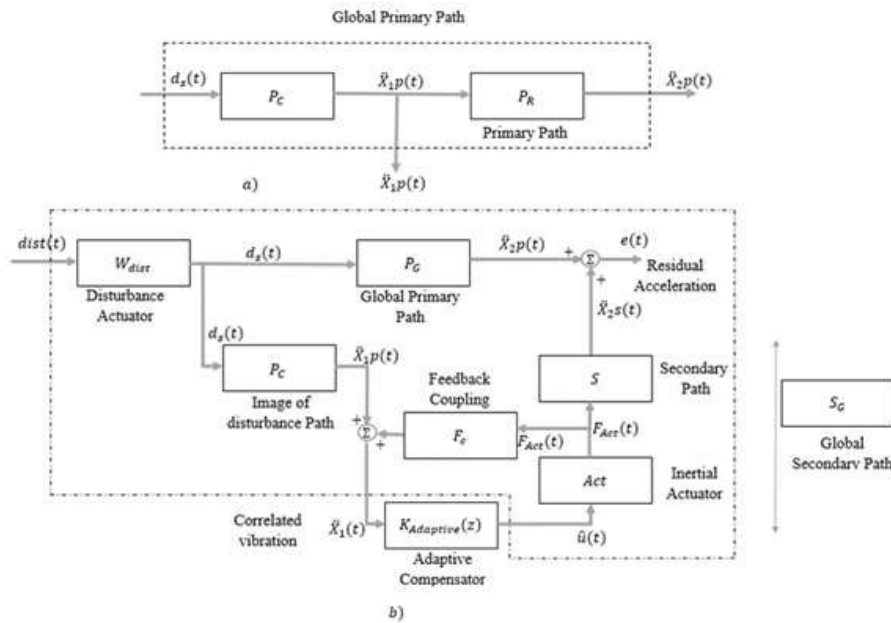 Global Primary Path
d_s(t)
P_C
Ẍ_1p(t)
P_R
Ẍ_2p(t)
Primary Path
Ẍ_1p(t)
a)
dist(t)
W_dist
Disturbance
Actuator
d_s(t)
P_G
Global Primary
Path
Ẍ_2p(t)
+
Σ
+
e(t)
Residual
Acceleration
Ẍ_2s(t)
d_s(t)
P_C
Image of
disturbance Path
Ẍ_1p(t)
+
Σ
+
Feedback
Coupling
F_c
F_Act(t)
S
Secondary
Path
F_Act(t)
Act
Inertial
Actuator
S_G
Global
Secondary Path
Correlated
vibration
Ẍ_1(t)
K_Adaptive(z)
Adaptive
Compensator
û(t)
b)